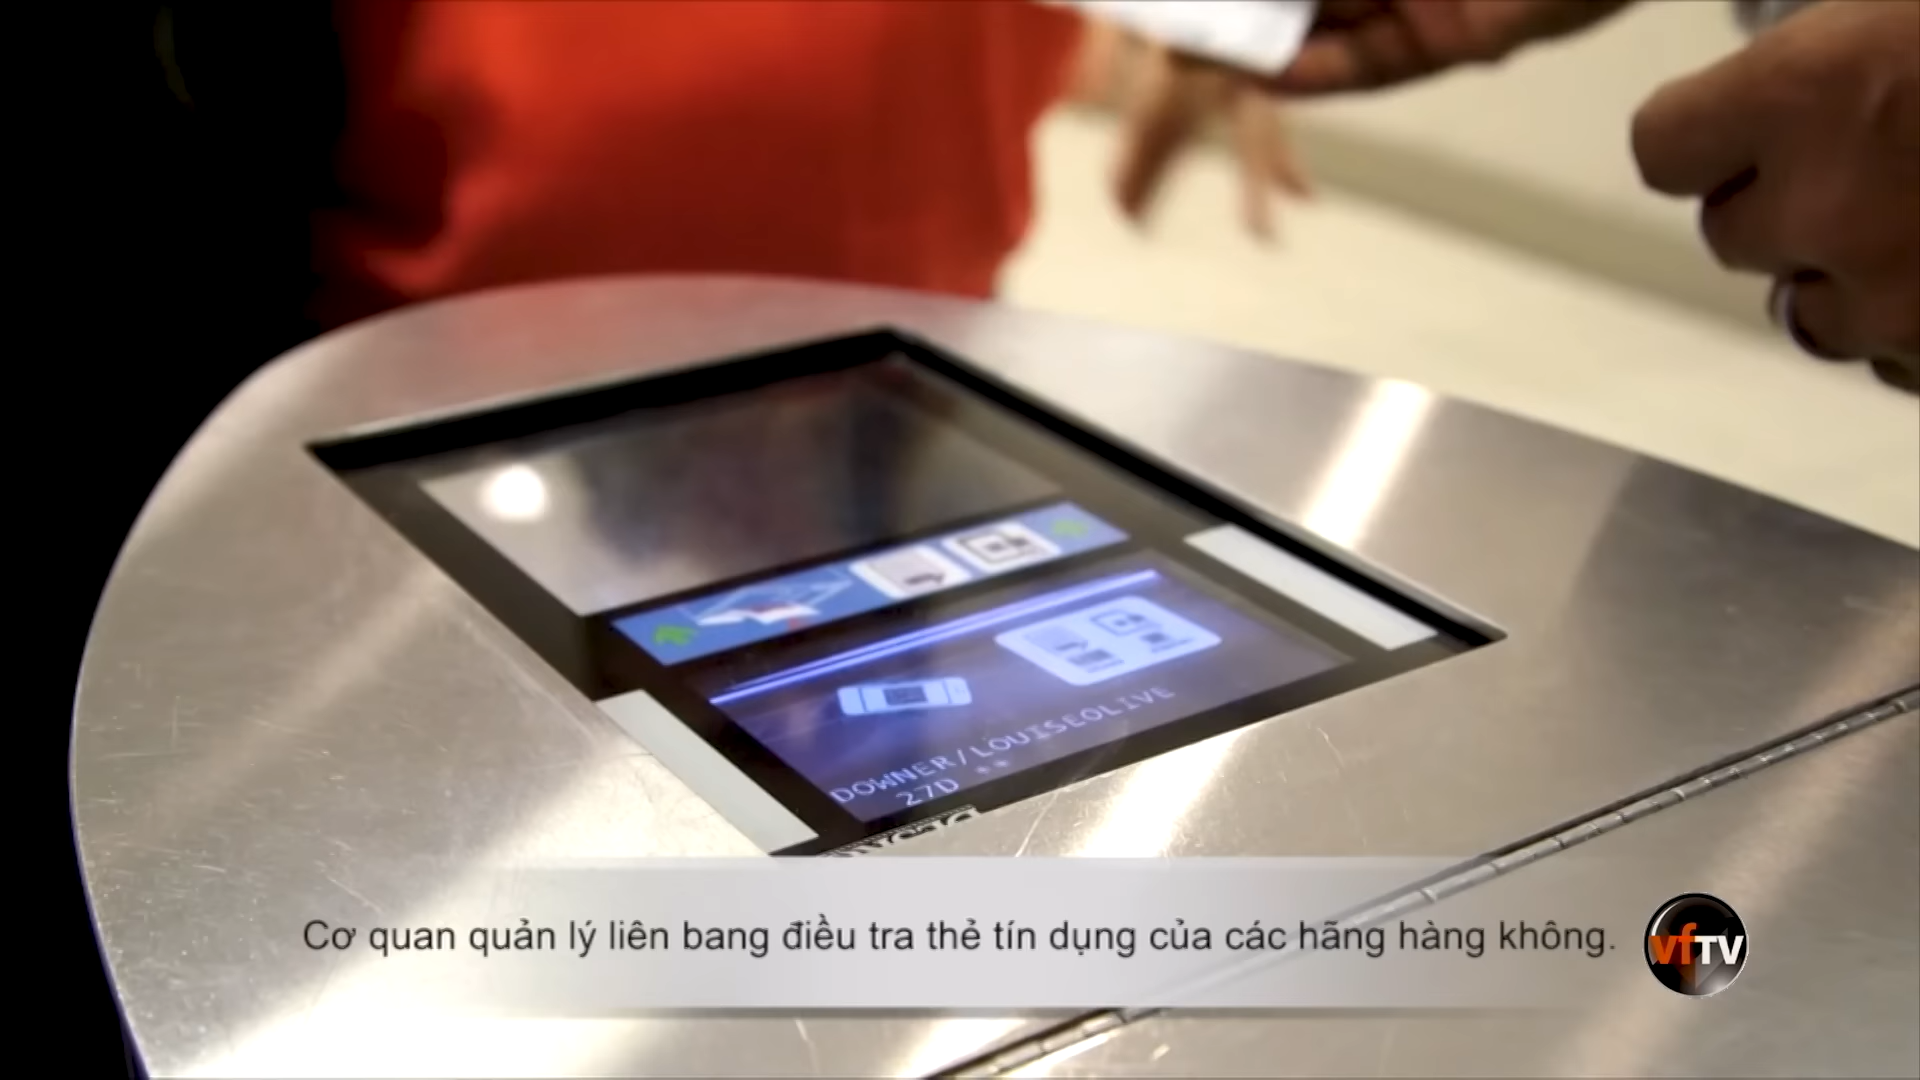 DOWNER/LOUISEOLIVE
27D **
Cơ quan quản lý liên bang điều tra thẻ tín dụng của các hãng hàng không.
vfTV